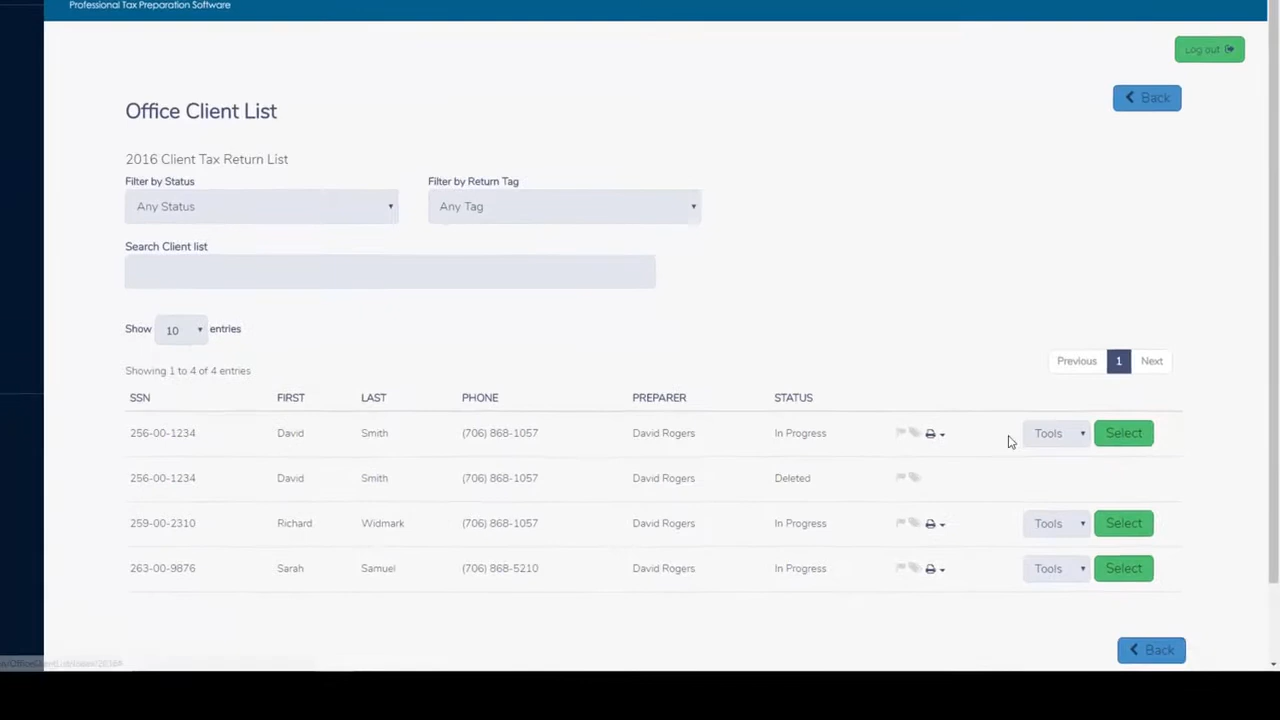 Professional Tax Preparation Software
Log out
Back
Office Client List
2016 Client Tax Return List
Filter by Status Filter by Return Tag
Any Status Any Tag
Search Client list
Show 10 entries
Previous 1 Next
Showing 1 to 4 of 4 entries
SSN FIRST LAST PHONE PREPARER STATUS
256-00-1234 David Smith (706) 868-1057 David Rogers In Progress Tools Select
256-00-1234 David Smith (706) 868-1057 David Rogers Deleted
259-00-2310 Richard Widmark (706) 868-1057 David Rogers In Progress Tools Select
263-00-9876 Sarah Samuel (706) 868-5210 David Rogers In Progress Tools Select
Back